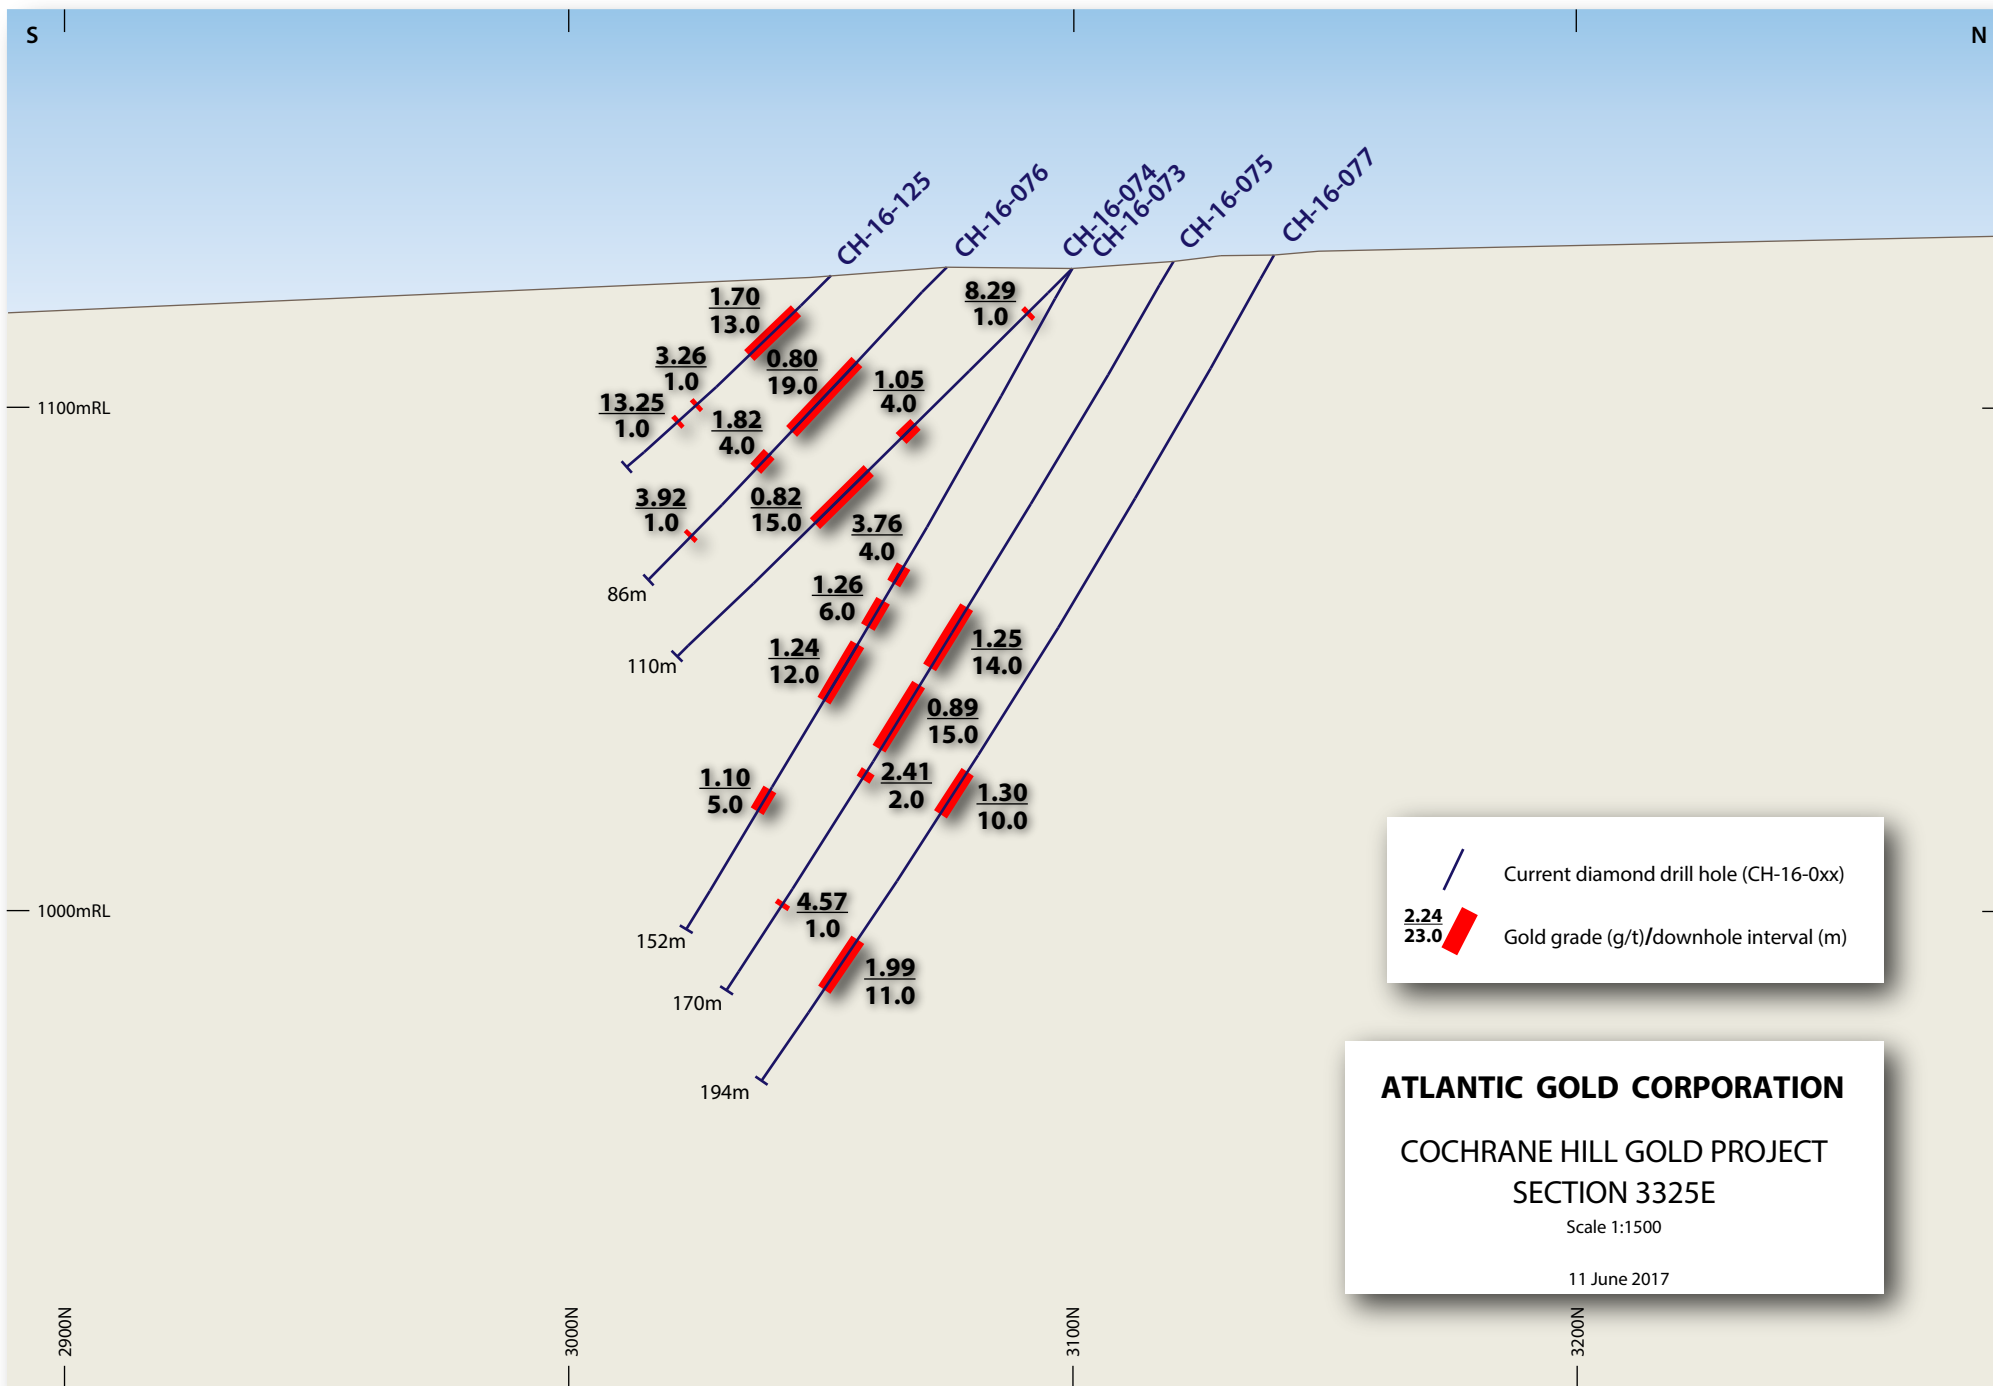 S
N
CH-16-125
CH-16-076
CH-16-074
CH-16-073
CH-16-075
CH-16-077
1.70
13.0
8.29
1.0
3.26
1.0
0.80
19.0
1.05
4.0
1100mRL
13.25
1.0
1.82
4.0
3.92
1.0
0.82
15.0
3.76
4.0
86m
1.26
6.0
110m
1.24
12.0
1.25
14.0
0.89
15.0
1.10
5.0
2.41
2.0
1.30
10.0
1000mRL
4.57
1.0
152m
1.99
11.0
170m
194m
Current diamond drill hole (CH-16-0xx)
2.24
23.0
Gold grade (g/t)/downhole interval (m)
ATLANTIC GOLD CORPORATION
COCHRANE HILL GOLD PROJECT
SECTION 3325E
Scale 1:1500
11 June 2017
2900N
3000N
3100N
3200N